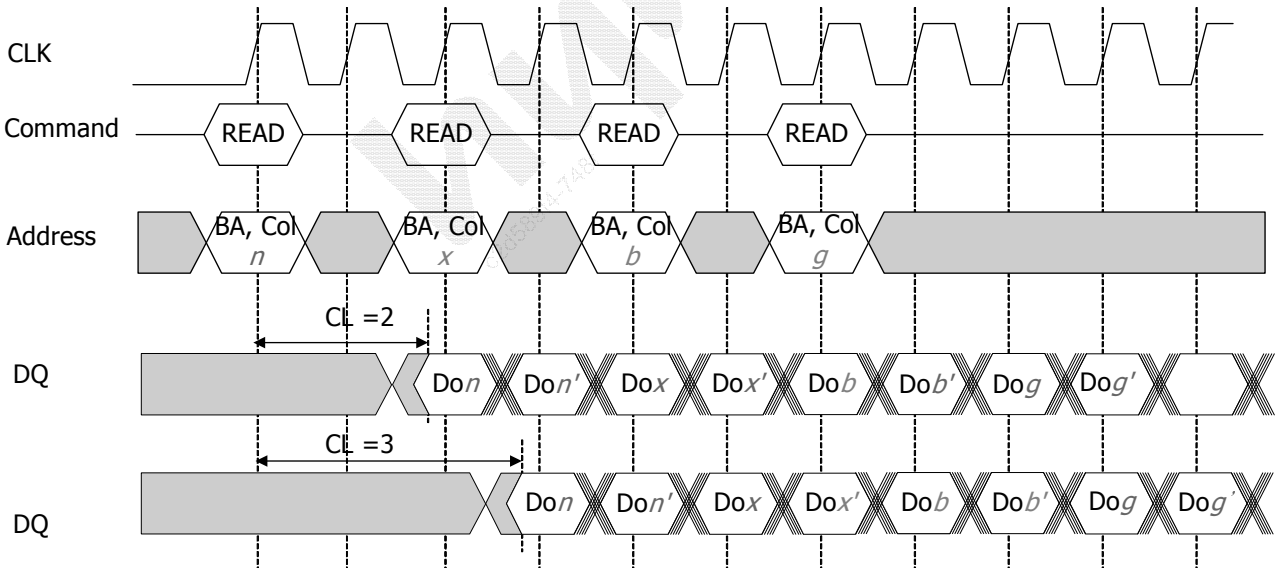 CLK
Command READ READ READ READ
Address BA, Col BA, Col BA, Col BA, Col
n x b g
CL =2
DQ Don Don' Dox Dox' Dob Dob' Dog Dog'
CL =3
DQ Don Don' Dox Dox' Dob Dob' Dog Dog'